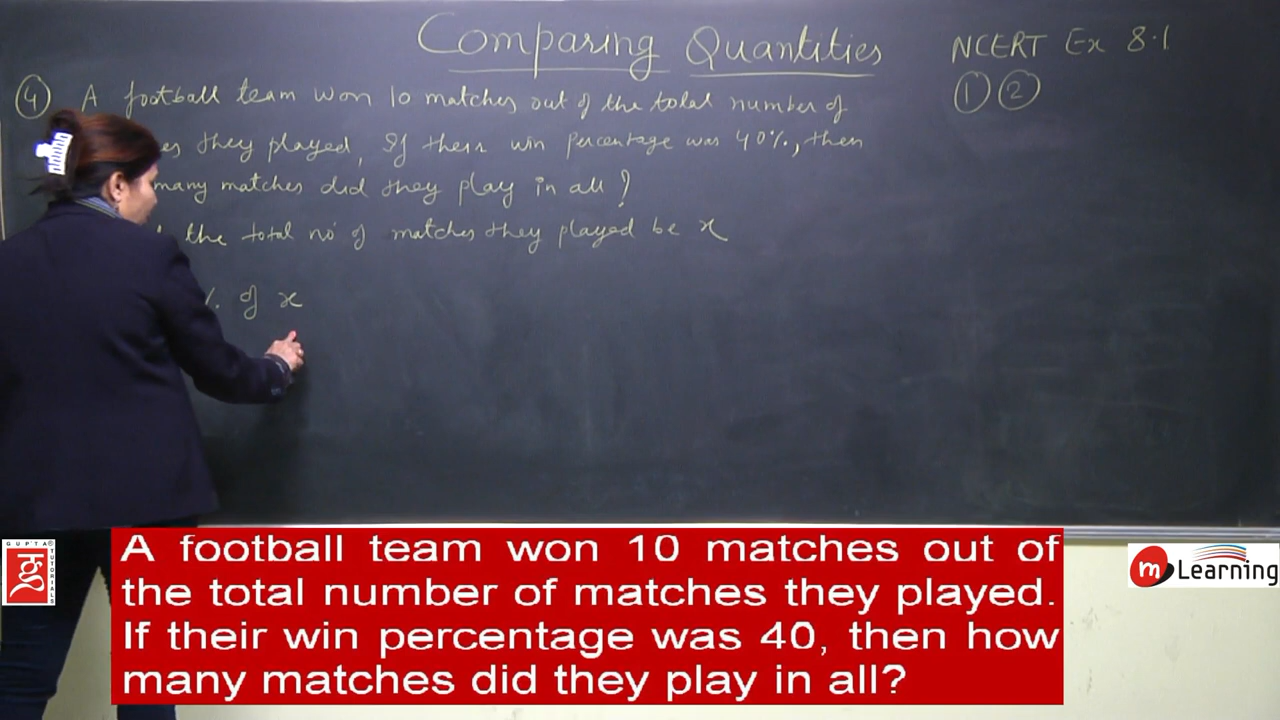 Comparing Quantities
NCERT Ex 8.1
① ②
④ A football team won 10 matches out of the total number of
es they played, If their win percentage was 40%, then
many matches did they play in all?
the total no of matches they played be x
% of x
A football team won 10 matches out of
the total number of matches they played.
If their win percentage was 40, then how
many matches did they play in all?
GUPTA
TUTORIALS
m Learning